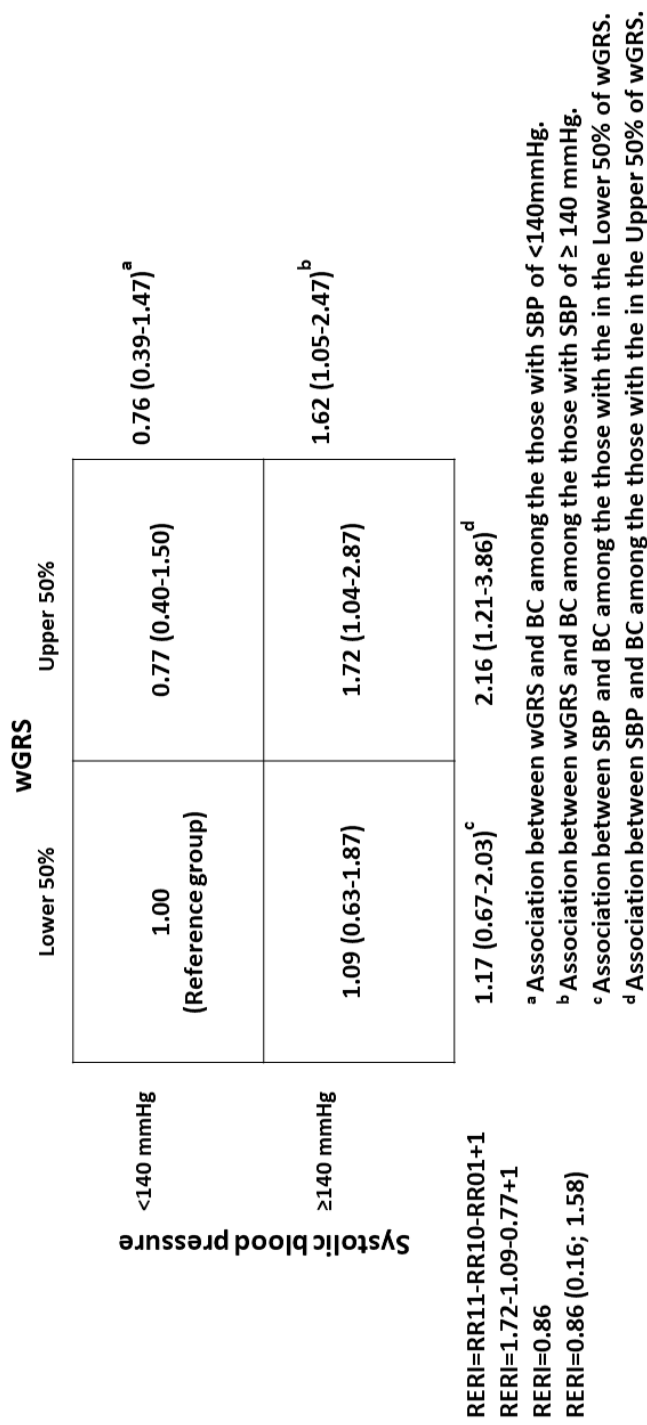 wGRS
Lower 50%
Upper 50%
Systolic blood pressure
<140 mmHg
1.00
(Reference group)
0.77 (0.40-1.50)
0.76 (0.39-1.47)a
≥140 mmHg
1.09 (0.63-1.87)
1.72 (1.04-2.87)
1.62 (1.05-2.47)b
1.17 (0.67-2.03)c
2.16 (1.21-3.86)d
RERI=RR11-RR10-RR01+1
RERI=1.72-1.09-0.77+1
RERI=0.86
RERI=0.86 (0.16; 1.58)
a Association between wGRS and BC among the those with SBP of <140mmHg.
b Association between wGRS and BC among the those with SBP of ≥ 140 mmHg.
c Association between SBP and BC among the those with the in the Lower 50% of wGRS.
d Association between SBP and BC among the those with the in the Upper 50% of wGRS.